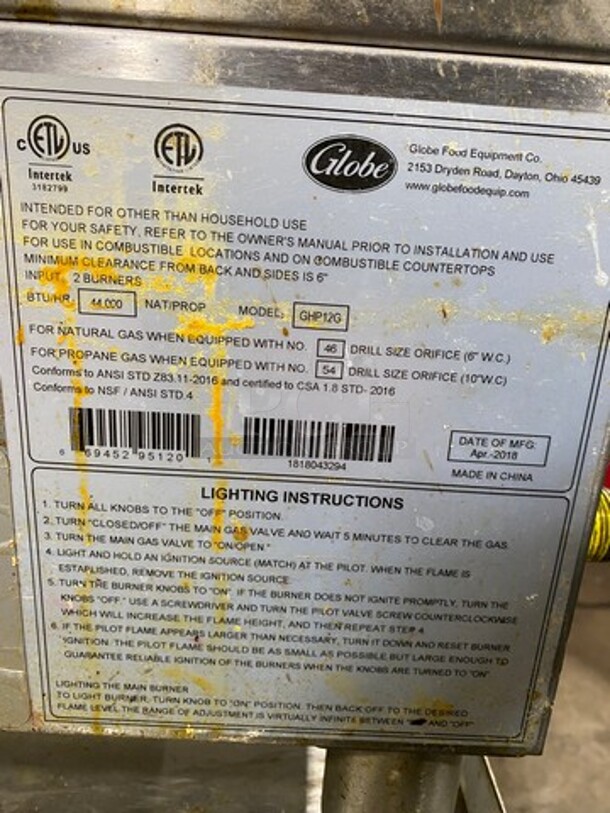 C ETL US
Intertek
3182799
ETL
Intertek
Globe
Globe Food Equipment Co.
2153 Dryden Road, Dayton, Ohio 45439
www.globefoodequip.com
INTENDED FOR OTHER THAN HOUSEHOLD USE
FOR YOUR SAFETY, REFER TO THE OWNER'S MANUAL PRIOR TO INSTALLATION AND USE
FOR USE IN COMBUSTIBLE LOCATIONS AND ON COMBUSTIBLE COUNTERTOPS
MINIMUM CLEARANCE FROM BACK AND SIDES IS 6"
INPUT 2 BURNERS
BTU/HR. 44,000 NAT/PROP MODEL: GHP12G
FOR NATURAL GAS WHEN EQUIPPED WITH NO. 46 DRILL SIZE ORIFICE (6" W.C.)
FOR PROPANE GAS WHEN EQUIPPED WITH NO. 54 DRILL SIZE ORIFICE (10"W.C)
Conforms to ANSI STD Z83.11-2016 and certified to CSA 1.8 STD- 2016
Conforms to NSF / ANSI STD.4
6 69452 95120 1
1818043294
DATE OF MFG:
Apr.-2018
MADE IN CHINA
LIGHTING INSTRUCTIONS
1. TURN ALL KNOBS TO THE "OFF" POSITION.
2. TURN "CLOSED/OFF" THE MAIN GAS VALVE AND WAIT 5 MINUTES TO CLEAR THE GAS.
3. TURN THE MAIN GAS VALVE TO "ON/OPEN."
4. LIGHT AND HOLD AN IGNITION SOURCE (MATCH) AT THE PILOT. WHEN THE FLAME IS
ESTABLISHED, REMOVE THE IGNITION SOURCE
5. TURN THE BURNER KNOBS TO "ON". IF THE BURNER DOES NOT IGNITE PROMPTLY, TURN THE
KNOBS "OFF." USE A SCREWDRIVER AND TURN THE PILOT VALVE SCREW COUNTERCLOCKWISE
WHICH WILL INCREASE THE FLAME HEIGHT, AND THEN REPEAT STEP 4.
6. IF THE PILOT FLAME APPEARS LARGER THAN NECESSARY, TURN IT DOWN AND RESET BURNER
IGNITION. THE PILOT FLAME SHOULD BE AS SMALL AS POSSIBLE BUT LARGE ENOUGH TO
GUARANTEE RELIABLE IGNITION OF THE BURNERS WHEN THE KNOBS ARE TURNED TO "ON"
LIGHTING THE MAIN BURNER
TO LIGHT BURNER, TURN KNOB TO "ON" POSITION. THEN BACK OFF TO THE DESIRED
FLAME LEVEL THE RANGE OF ADJUSTMENT IS VIRTUALLY INFINITE BETWEEN AND "OFF"